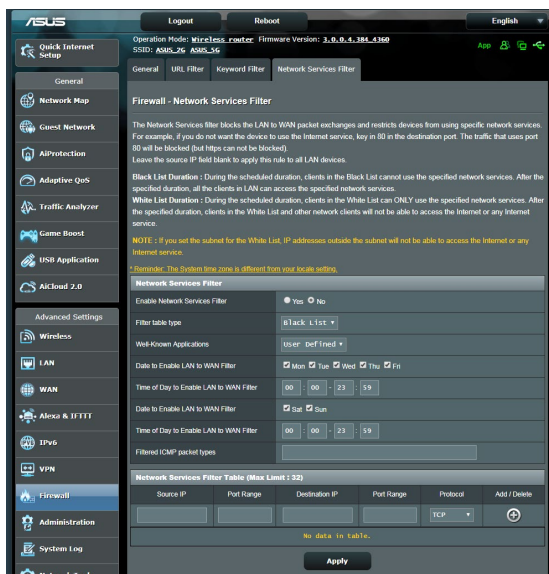 ASUS
Logout
Reboot
English
Operation Mode: Wireless router Firmware Version: 3.0.0.4.384_4360
SSID: ASUS_2G ASUS_5G
App
Quick Internet
Setup
General
Network Map
Guest Network
AiProtection
Adaptive QoS
Traffic Analyzer
Game Boost
USB Application
AiCloud 2.0
Advanced Settings
Wireless
LAN
WAN
Alexa & IFTTT
IPv6
VPN
Firewall
Administration
System Log
General
URL Filter
Keyword Filter
Network Services Filter
Firewall - Network Services Filter
The Network Services filter blocks the LAN to WAN packet exchanges and restricts devices from using specific network services.
For example, if you do not want the device to use the Internet service, key in 80 in the destination port. The traffic that uses port
80 will be blocked (but https can not be blocked).
Leave the source IP field blank to apply this rule to all LAN devices.
Black List Duration : During the scheduled duration, clients in the Black List cannot use the specified network services. After the
specified duration, all the clients in LAN can access the specified network services.
White List Duration : During the scheduled duration, clients in the White List can ONLY use the specified network services. After
the specified duration, clients in the White List and other network clients will not be able to access the Internet or any Internet
service.
NOTE : If you set the subnet for the White List, IP addresses outside the subnet will not be able to access the Internet or any
Internet service.
* Reminder: The System time zone is different from your locale setting.
Network Services Filter
Enable Network Services Filter Yes No
Filter table type Black List
Well-Known Applications User Defined
Date to Enable LAN to WAN Filter Mon Tue Wed Thu Fri
Time of Day to Enable LAN to WAN Filter 00 : 00 - 23 : 59
Date to Enable LAN to WAN Filter Sat Sun
Time of Day to Enable LAN to WAN Filter 00 : 00 - 23 : 59
Filtered ICMP packet types
Network Services Filter Table (Max Limit : 32)
Source IP Port Range Destination IP Port Range Protocol Add / Delete
TCP
No data in table.
Apply